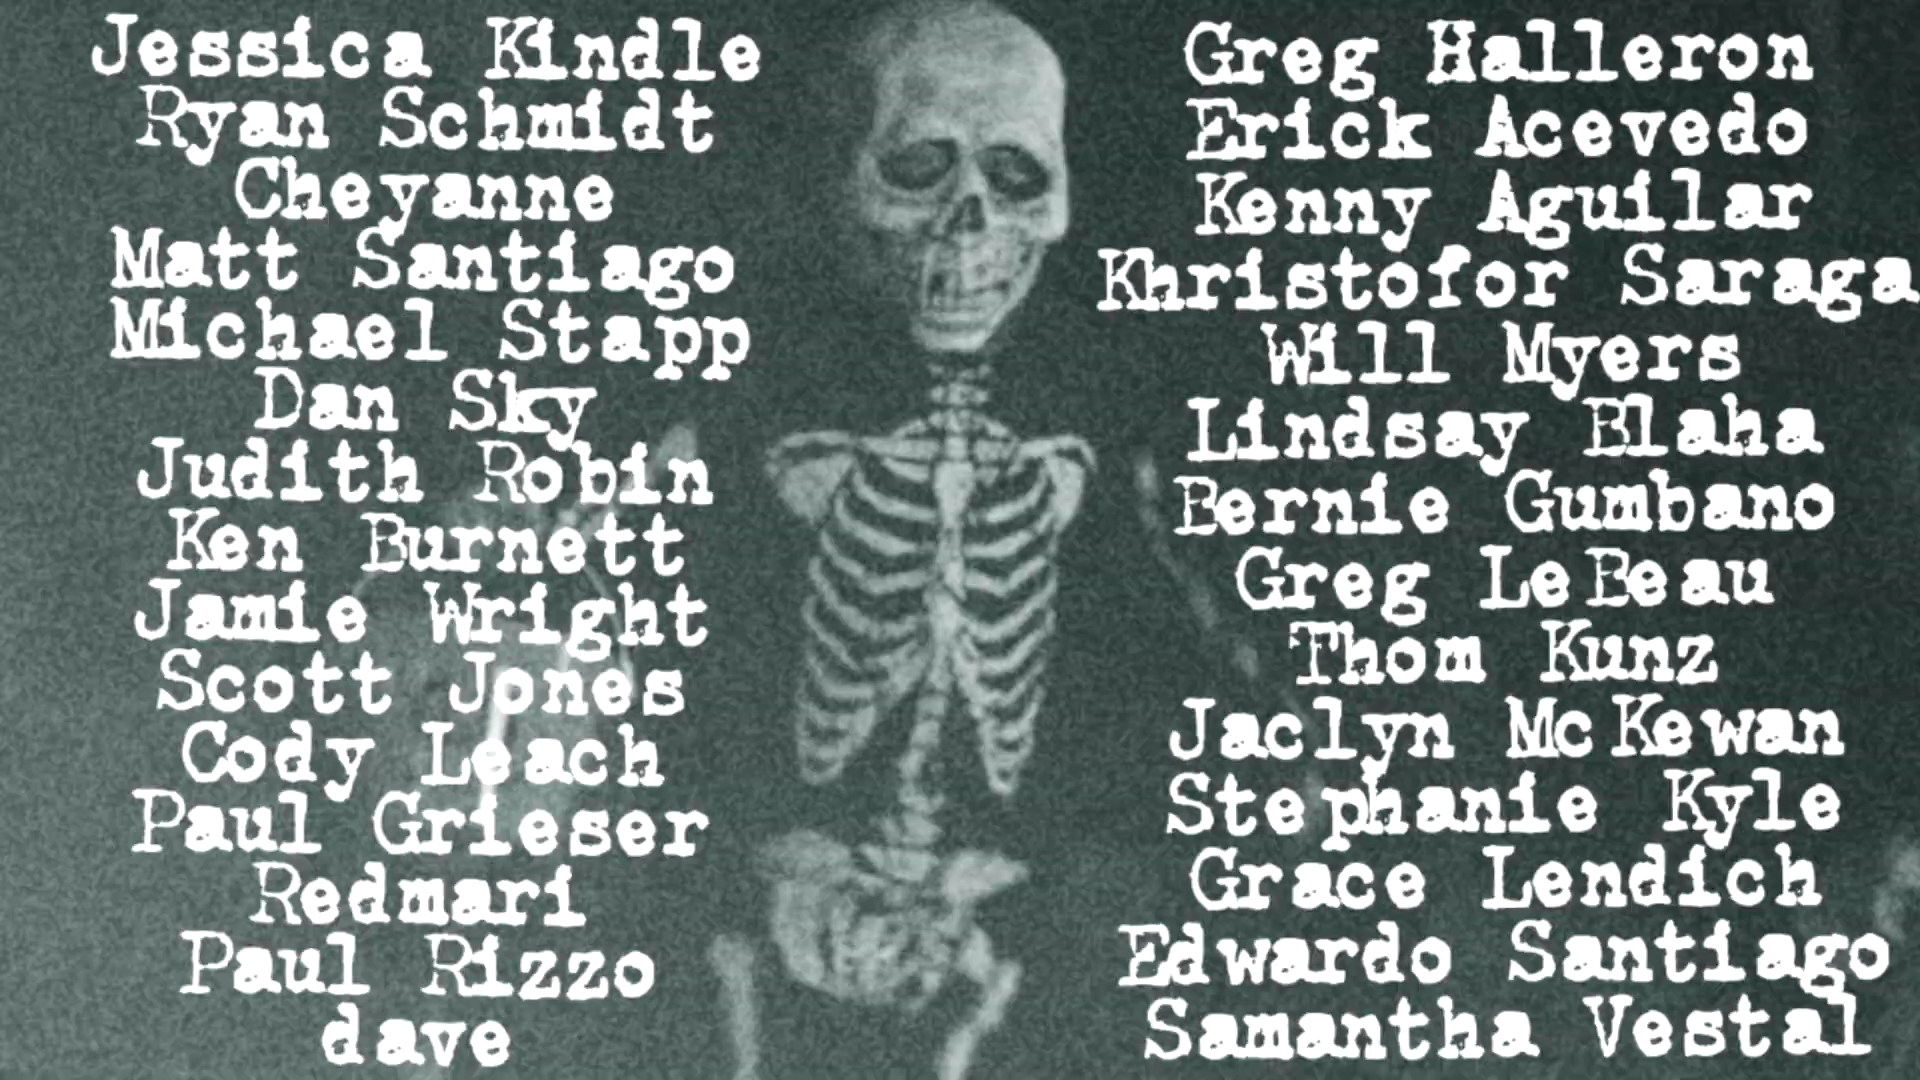 Jessica Kindle
Ryan Schmidt
Cheyanne
Matt Santiago
Michael Stapp
Dan Sky
Judith Robin
Ken Burnett
Jamie Wright
Scott Jones
Cody Leach
Paul Grieser
Redmari
Paul Rizzo
dave
Greg Halleron
Erick Acevedo
Kenny Aguilar
Khristofor Saraga
Will Myers
Lindsay Blaha
Bernie Gumbano
Greg LeBeau
Thom Kunz
Jaclyn McKewan
Stephanie Kyle
Grace Lendich
Edwardo Santiago
Samantha Vestal